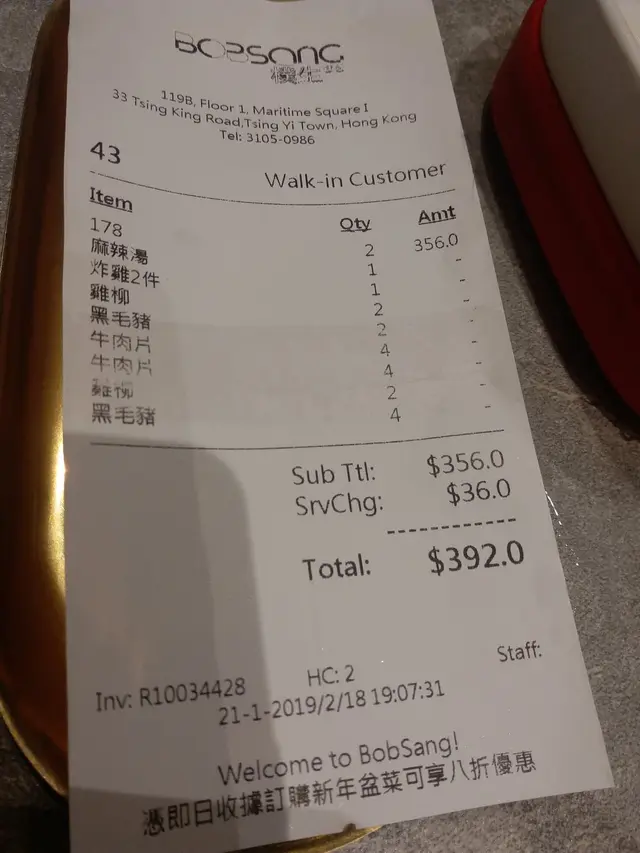 BOBSANG
119B, Floor 1, Maritime Square I
33 Tsing King Road,Tsing Yi Town, Hong Kong
Tel: 3105-0986
43
Walk-in Customer
Item Qty Amt
178 2 356.0
麻辣湯 1 -
炸雞2件 1 -
雞柳 2 -
黑毛豬 2 -
牛肉片 4 -
牛肉片 4 -
雞柳 2 -
黑毛豬 4 -
Sub Ttl: $356.0
SrvChg: $36.0
------------
Total: $392.0
Staff:
Inv: R10034428 HC: 2
21-1-2019/2/18 19:07:31
Welcome to BobSang!
憑即日收據訂購新年盆菜可享八折優惠